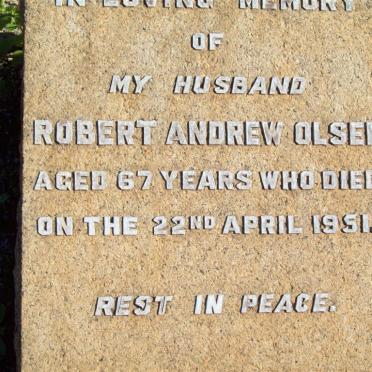 IN LOVING MEMORY
OF
MY HUSBAND
ROBERT ANDREW OLSEN
AGED 67 YEARS WHO DIED
ON THE 22ND APRIL 1951.
REST IN PEACE.